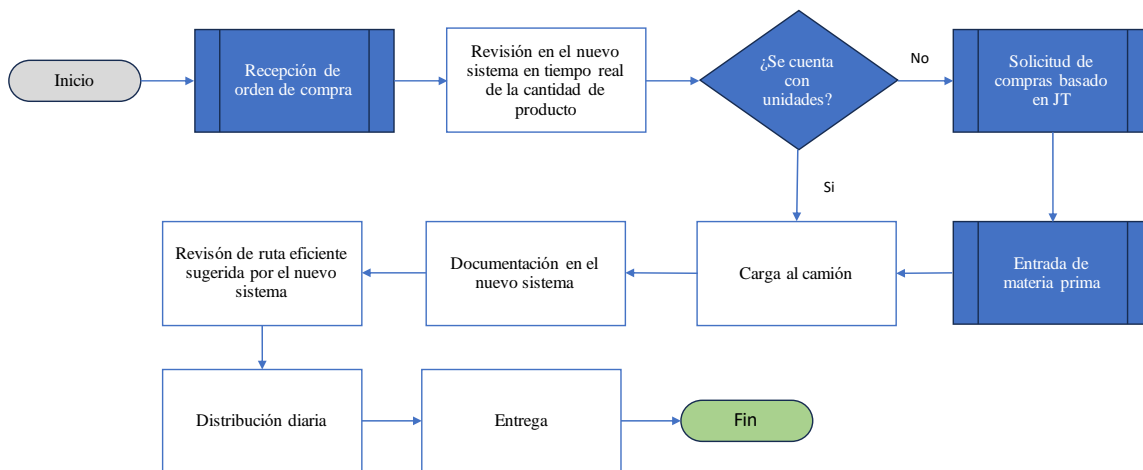 Inicio
Recepción de
orden de compra
Revisión en el nuevo
sistema en tiempo real
de la cantidad de
producto
¿Se cuenta
con
unidades?
No
Solicitud de
compras basado
en JT
Si
Revisón de ruta eficiente
sugerida por el nuevo
sistema
Documentación en el
nuevo sistema
Carga al camión
Entrada de
materia prima
Distribución diaria
Entrega
Fin